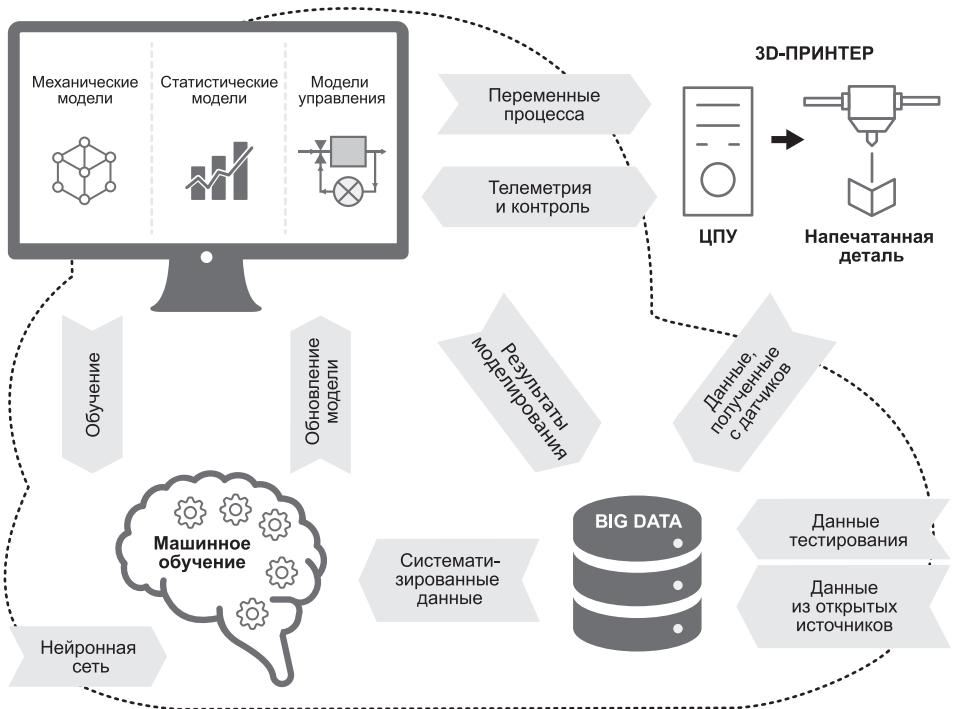 Механические
модели
Статистические
модели
Модели
управления
Переменные
процесса
Телеметрия
и контроль
3D-ПРИНТЕР
ЦПУ
Напечатанная
деталь
Обучение
Обновление
модели
Результаты
моделирования
Данные,
полученные
с датчиков
Машинное
обучение
Нейронная
сеть
Системати-
зированные
данные
BIG DATA
Данные
тестирования
Данные
из открытых
источников